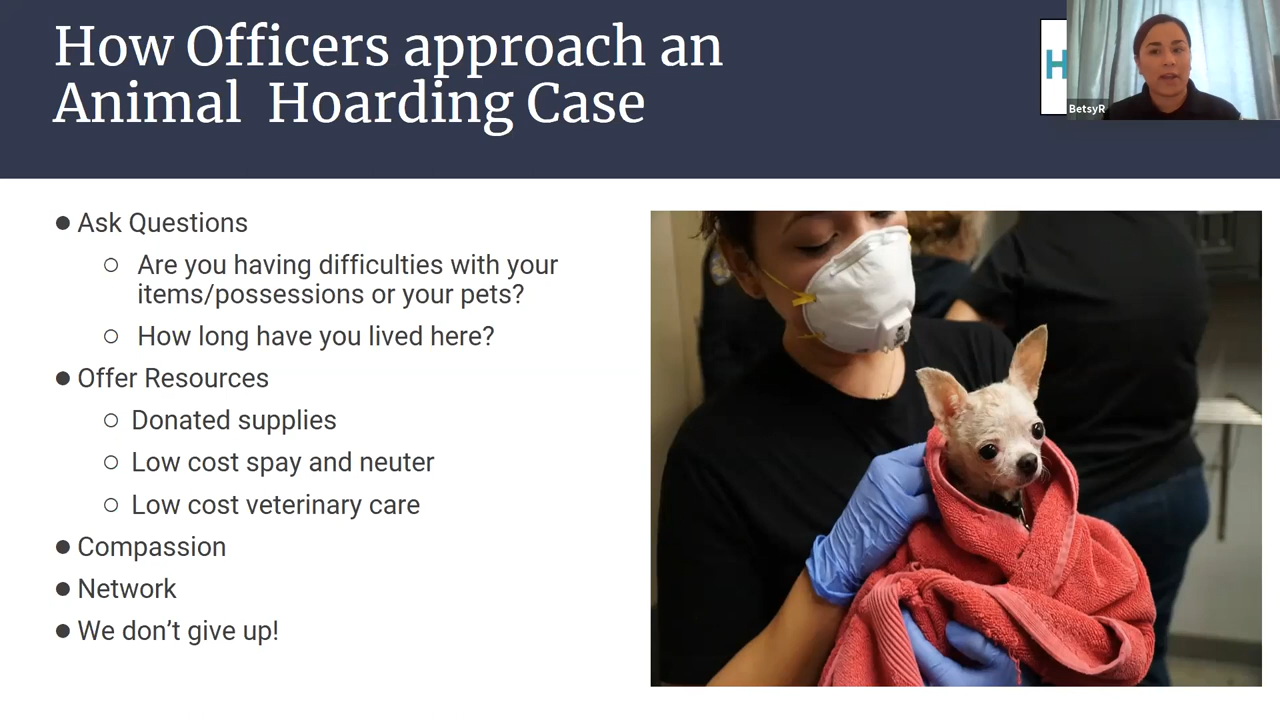 How Officers approach an
Animal  Hoarding Case
H
BetsyR
● Ask Questions
○ Are you having difficulties with your
items/possessions or your pets?
○ How long have you lived here?
● Offer Resources
○ Donated supplies
○ Low cost spay and neuter
○ Low cost veterinary care
● Compassion
● Network
● We don’t give up!